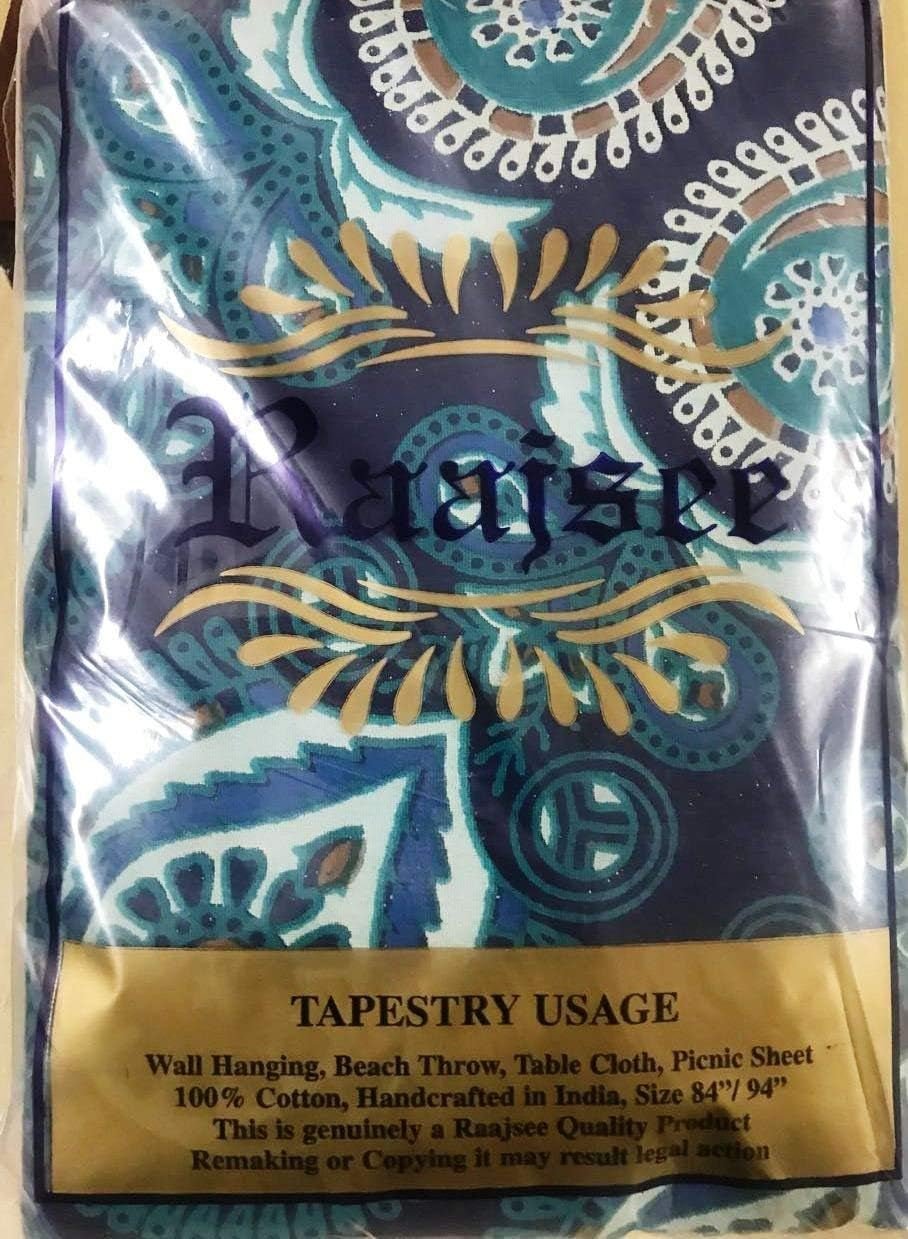 Raajsee
TAPESTRY USAGE
Wall Hanging, Beach Throw, Table Cloth, Picnic Sheet
100% Cotton, Handcrafted in India, Size 84”/ 94”
This is genuinely a Raajsee Quality Product
Remaking or Copying it may result legal action